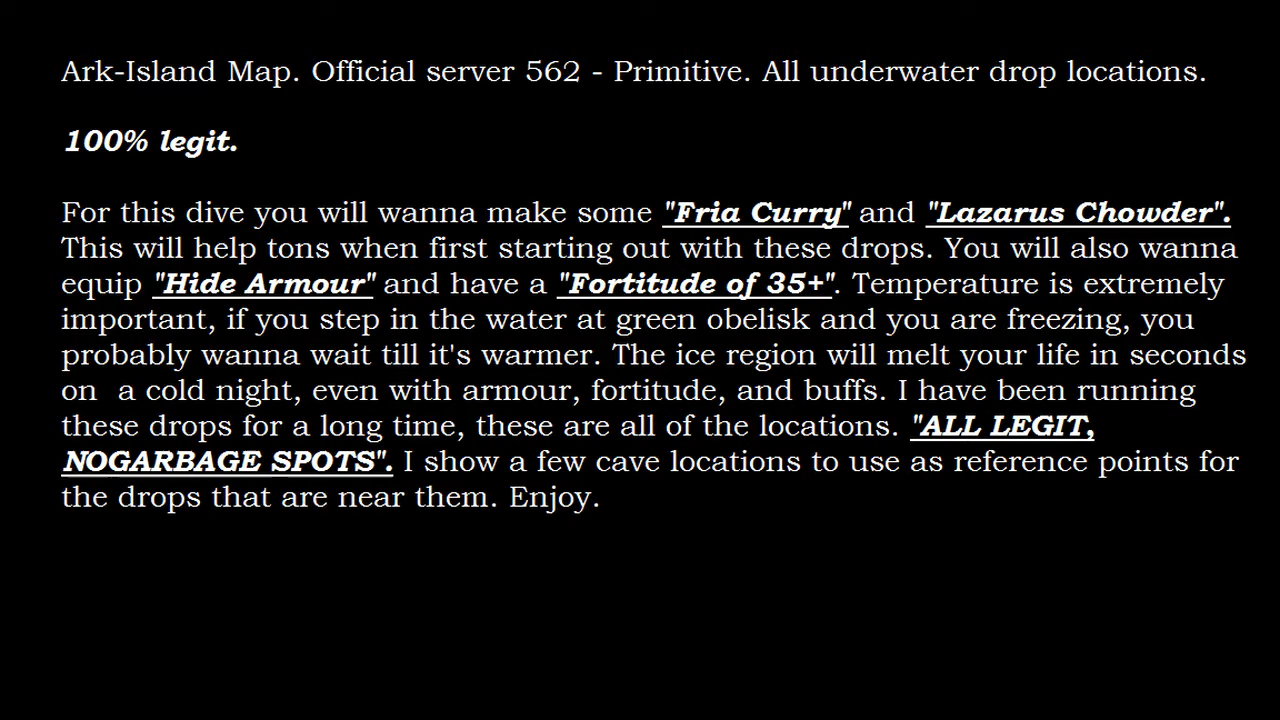 Ark-Island Map. Official server 562 - Primitive. All underwater drop locations.
100% legit.
For this dive you will wanna make some "Fria Curry" and "Lazarus Chowder".
This will help tons when first starting out with these drops. You will also wanna
equip "Hide Armour" and have a "Fortitude of 35+". Temperature is extremely
important, if you step in the water at green obelisk and you are freezing, you
probably wanna wait till it's warmer. The ice region will melt your life in seconds
on  a cold night, even with armour, fortitude, and buffs. I have been running
these drops for a long time, these are all of the locations. "ALL LEGIT,
NOGARBAGE SPOTS". I show a few cave locations to use as reference points for
the drops that are near them. Enjoy.